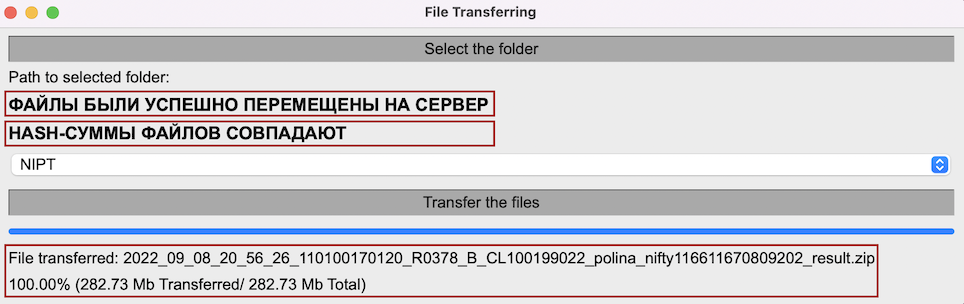 File Transferring
Select the folder
Path to selected folder:
ФАЙЛЫ БЫЛИ УСПЕШНО ПЕРЕМЕЩЕНЫ НА СЕРВЕР
HASH-СУММЫ ФАЙЛОВ СОВПАДАЮТ
NIPT
Transfer the files
File transferred: 2022_09_08_20_56_26_110100170120_R0378_B_CL100199022_polina_nifty116611670809202_result.zip
100.00% (282.73 Mb Transferred/ 282.73 Mb Total)